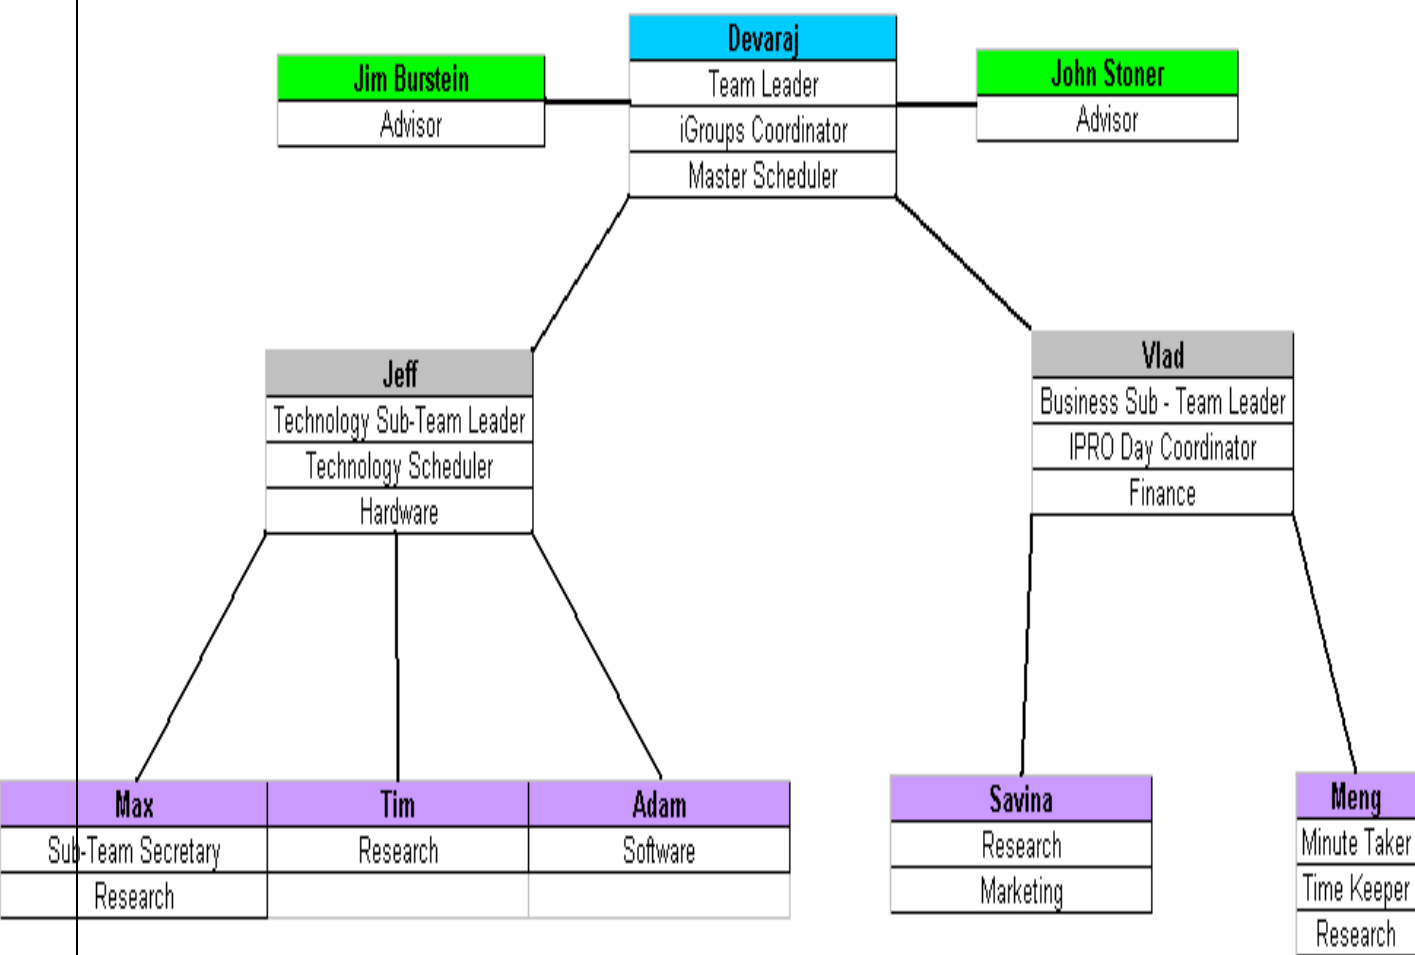 Devaraj
Team Leader
iGroups Coordinator
Master Scheduler
Jim Burstein
Advisor
John Stoner
Advisor
Jeff
Technology Sub-Team Leader
Technology Scheduler
Hardware
Vlad
Business Sub - Team Leader
IPRO Day Coordinator
Finance
Max
Sub-Team Secretary
Research
Tim
Research
Adam
Software
Savina
Research
Marketing
Meng
Minute Taker
Time Keeper
Research